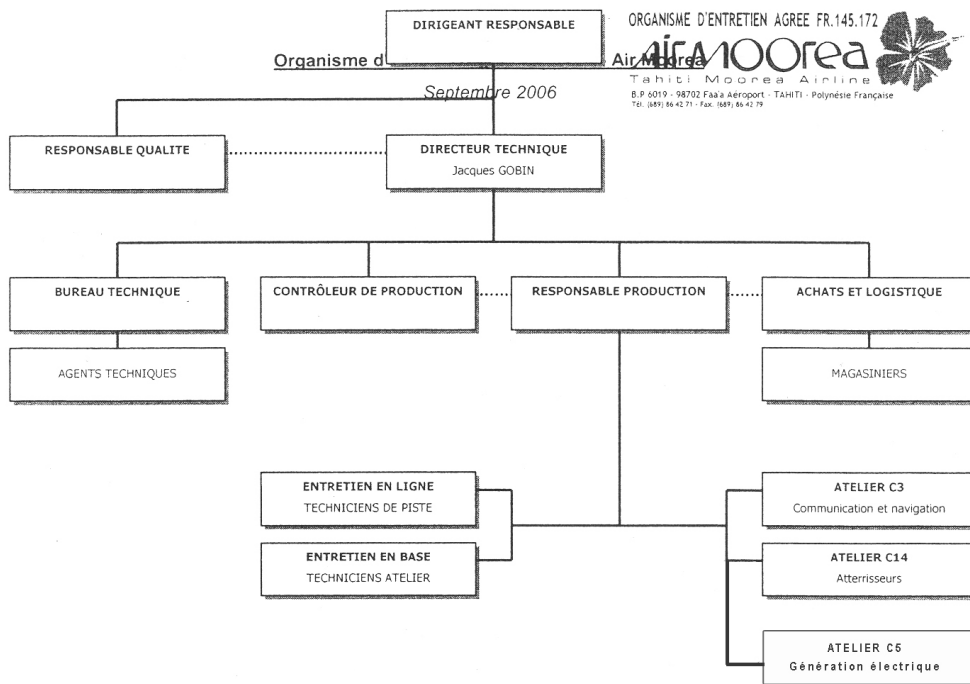 DIRIGEANT RESPONSABLE
ORGANISME D'ENTRETIEN AGREE FR.145.172
air MOOrea
Tahiti Moorea Airline
B.P 6019 - 98702 Faa'a Aéroport - TAHITI - Polynésie Française
Tél. (689) 86 42 71 - Fax. (689) 86 42 79
Organisme d' Air Moorea
Septembre 2006
RESPONSABLE QUALITE
DIRECTEUR TECHNIQUE
Jacques GOBIN
BUREAU TECHNIQUE
CONTRÔLEUR DE PRODUCTION
RESPONSABLE PRODUCTION
ACHATS ET LOGISTIQUE
AGENTS TECHNIQUES
MAGASINIERS
ENTRETIEN EN LIGNE
TECHNICIENS DE PISTE
ATELIER C3
Communication et navigation
ENTRETIEN EN BASE
TECHNICIENS ATELIER
ATELIER C14
Atterrisseurs
ATELIER C5
Génération électrique